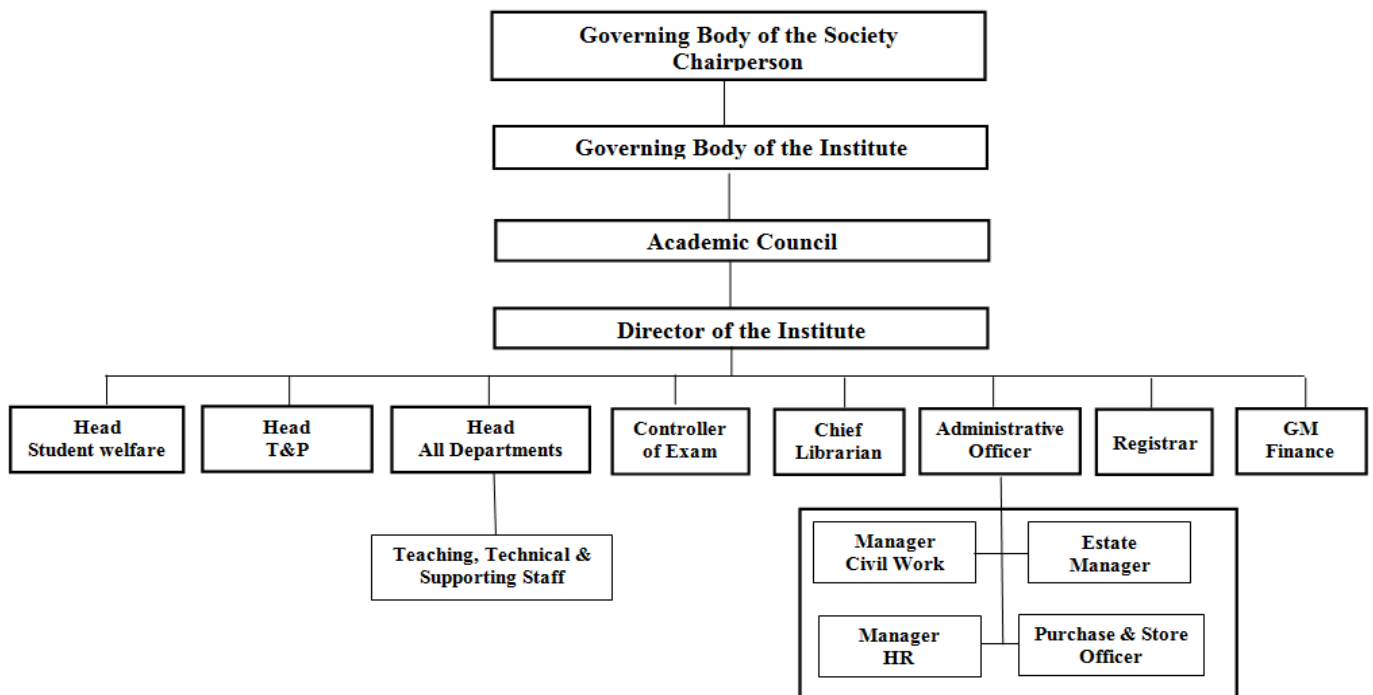 Governing Body of the Society
Chairperson
Governing Body of the Institute
Academic Council
Director of the Institute
Head
Student welfare
Head
T&P
Head
All Departments
Controller
of Exam
Chief
Librarian
Administrative
Officer
Registrar
GM
Finance
Teaching, Technical &
Supporting Staff
Manager
Civil Work
Estate
Manager
Manager
HR
Purchase & Store
Officer